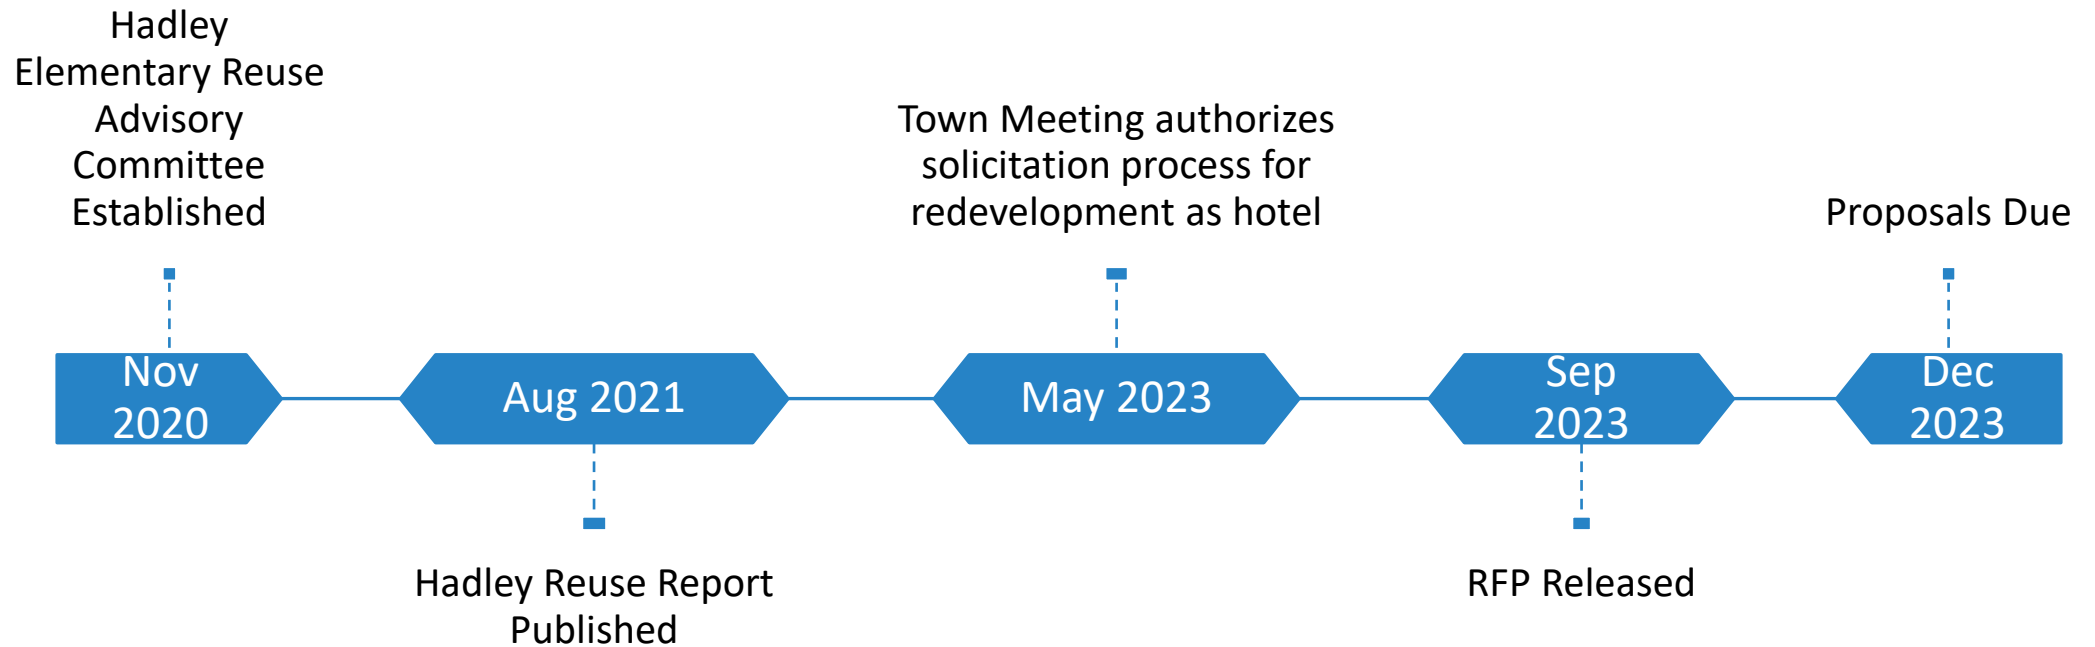 Hadley
Elementary Reuse
Advisory
Committee
Established
Town Meeting authorizes
solicitation process for
redevelopment as hotel
Proposals Due
Nov
2020
Aug 2021
May 2023
Sep
2023
Dec
2023
Hadley Reuse Report
Published
RFP Released